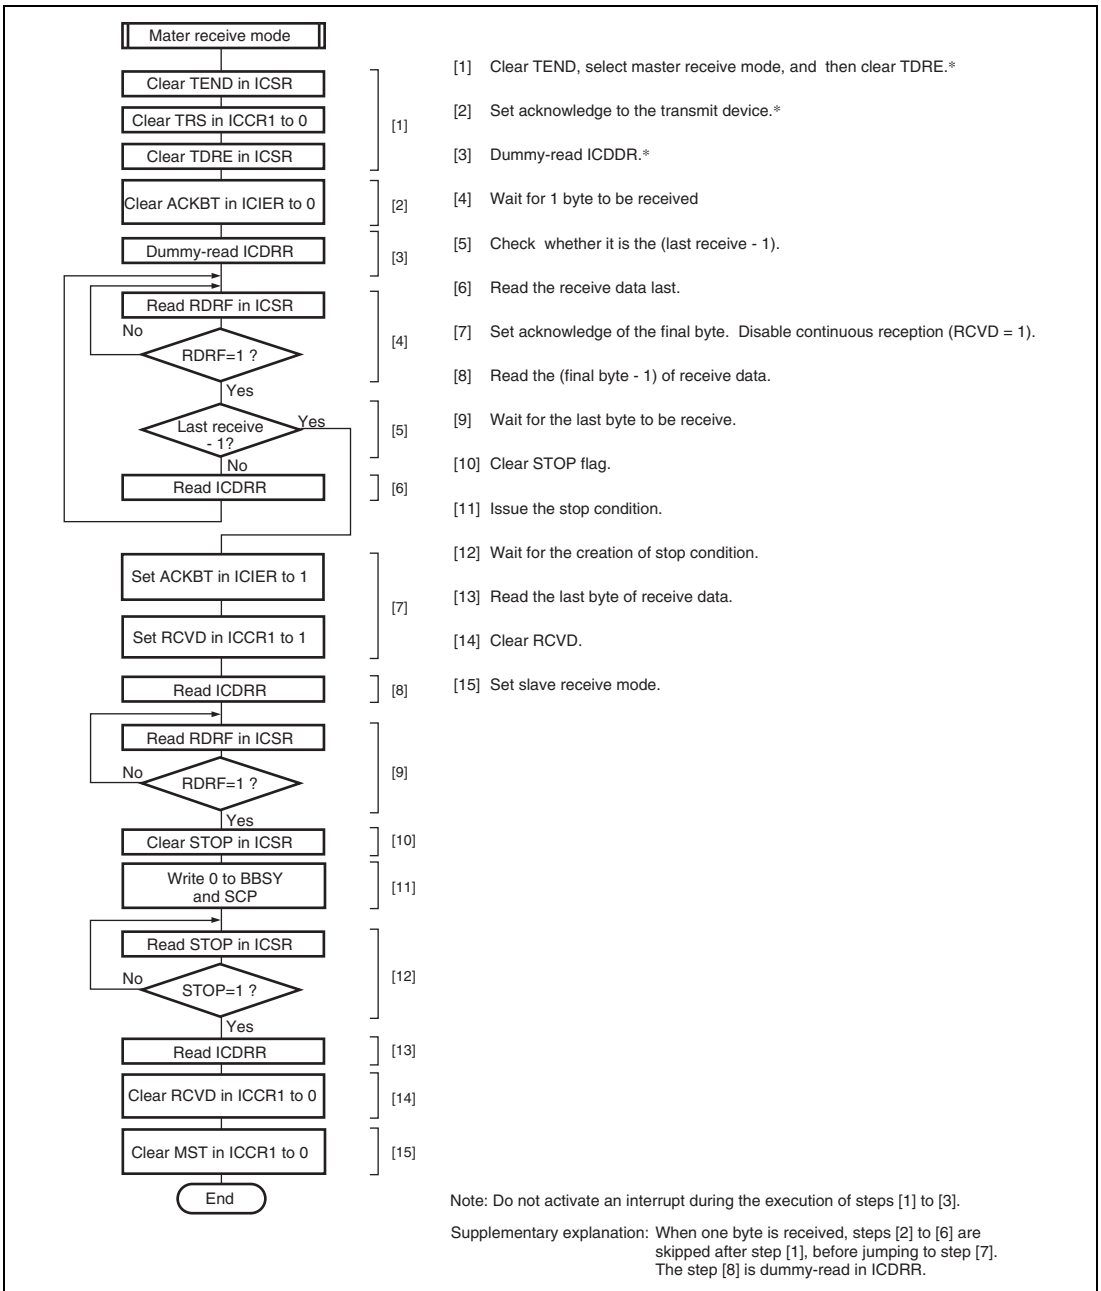 Mater receive mode
Clear TEND in ICSR
Clear TRS in ICCR1 to 0
Clear TDRE in ICSR
[1]
Clear ACKBT in ICIER to 0
[2]
Dummy-read ICDRR
[3]
Read RDRF in ICSR
No
RDRF=1 ?
[4]
Yes
Last receive
- 1?
Yes
[5]
No
Read ICDRR
[6]
Set ACKBT in ICIER to 1
[7]
Set RCVD in ICCR1 to 1
Read ICDRR
[8]
Read RDRF in ICSR
No
RDRF=1 ?
[9]
Yes
Clear STOP in ICSR
[10]
Write 0 to BBSY
and SCP
[11]
Read STOP in ICSR
No
STOP=1 ?
[12]
Yes
Read ICDRR
[13]
Clear RCVD in ICCR1 to 0
[14]
Clear MST in ICCR1 to 0
[15]
End
[1] Clear TEND, select master receive mode, and then clear TDRE.*
[2] Set acknowledge to the transmit device.*
[3] Dummy-read ICDDR.*
[4] Wait for 1 byte to be received
[5] Check whether it is the (last receive - 1).
[6] Read the receive data last.
[7] Set acknowledge of the final byte. Disable continuous reception (RCVD = 1).
[8] Read the (final byte - 1) of receive data.
[9] Wait for the last byte to be receive.
[10] Clear STOP flag.
[11] Issue the stop condition.
[12] Wait for the creation of stop condition.
[13] Read the last byte of receive data.
[14] Clear RCVD.
[15] Set slave receive mode.
Note: Do not activate an interrupt during the execution of steps [1] to [3].
Supplementary explanation: When one byte is received, steps [2] to [6] are
skipped after step [1], before jumping to step [7].
The step [8] is dummy-read in ICDRR.